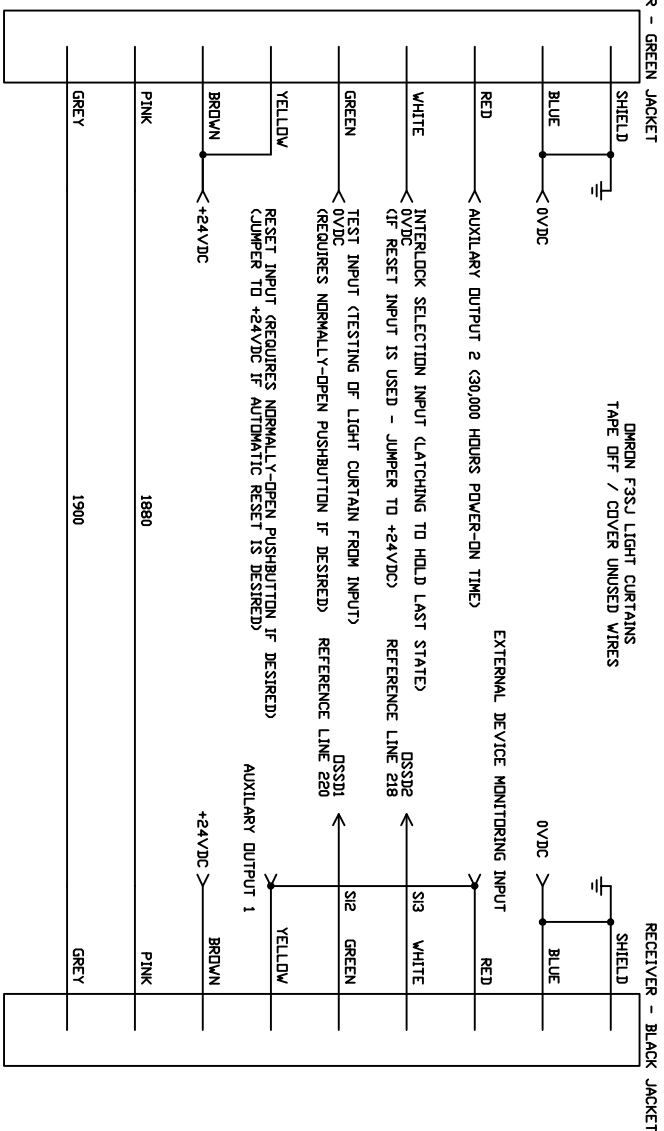 R - GREEN JACKET
OMRON F3SJ LIGHT CURTAINS
TAPE OFF / COVER UNUSED WIRES
RECEIVER - BLACK JACKET
SHIELD
SHIELD
BLUE
0VDC
0VDC
BLUE
EXTERNAL DEVICE MONITORING INPUT
RED
AUXILARY OUTPUT 2 (30,000 HOURS POWER-ON TIME)
RED
WHITE
INTERLOCK SELECTION INPUT (LATCHING TO HOLD LAST STATE)
0VDC
(IF RESET INPUT IS USED - JUMPER TO +24VDC)
OSSD2
REFERENCE LINE 218
SI3
WHITE
GREEN
TEST INPUT (TESTING OF LIGHT CURTAIN FROM INPUT)
0VDC
(REQUIRES NORMALLY-OPEN PUSHBUTTON IF DESIRED)
OSSD1
REFERENCE LINE 220
SI2
GREEN
YELLOW
RESET INPUT (REQUIRES NORMALLY-OPEN PUSHBUTTON IF DESIRED)
(JUMPER TO +24VDC IF AUTOMATIC RESET IS DESIRED)
AUXILARY OUTPUT 1
YELLOW
BROWN
+24VDC
+24VDC
BROWN
PINK
1880
PINK
GREY
1900
GREY